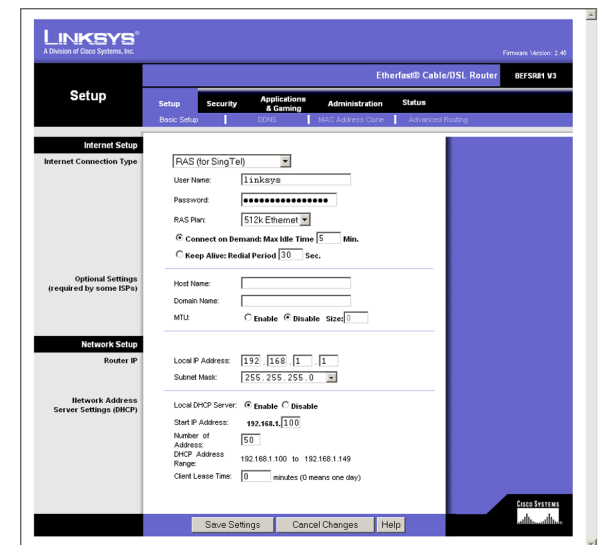 LINKSYS®
A Division of Cisco Systems, Inc.
Firmware Version: 2.46
Etherfast® Cable/DSL Router
BEFSR81 V3
Setup
Setup Security Applications & Gaming Administration Status
Basic Setup DDNS MAC Address Clone Advanced Routing
Internet Setup
Internet Connection Type
RAS (for SingTel)
User Name: linksys
Password: ●●●●●●●●●●●●●●●●
RAS Plan: 512k Ethernet
Connect on Demand: Max Idle Time 5 Min.
Keep Alive: Redial Period 30 Sec.
Optional Settings
(required by some ISPs)
Host Name:
Domain Name:
MTU: Enable Disable Size: 0
Network Setup
Router IP
Local IP Address: 192 . 168 . 1 . 1
Subnet Mask: 255.255.255.0
Network Address
Server Settings (DHCP)
Local DHCP Server: Enable Disable
Start IP Address: 192.168.1. 100
Number of
Address: 50
DHCP Address
Range: 192.168.1.100 to 192.168.1.149
Client Lease Time: 0 minutes (0 means one day)
Save Settings Cancel Changes Help
CISCO SYSTEMS